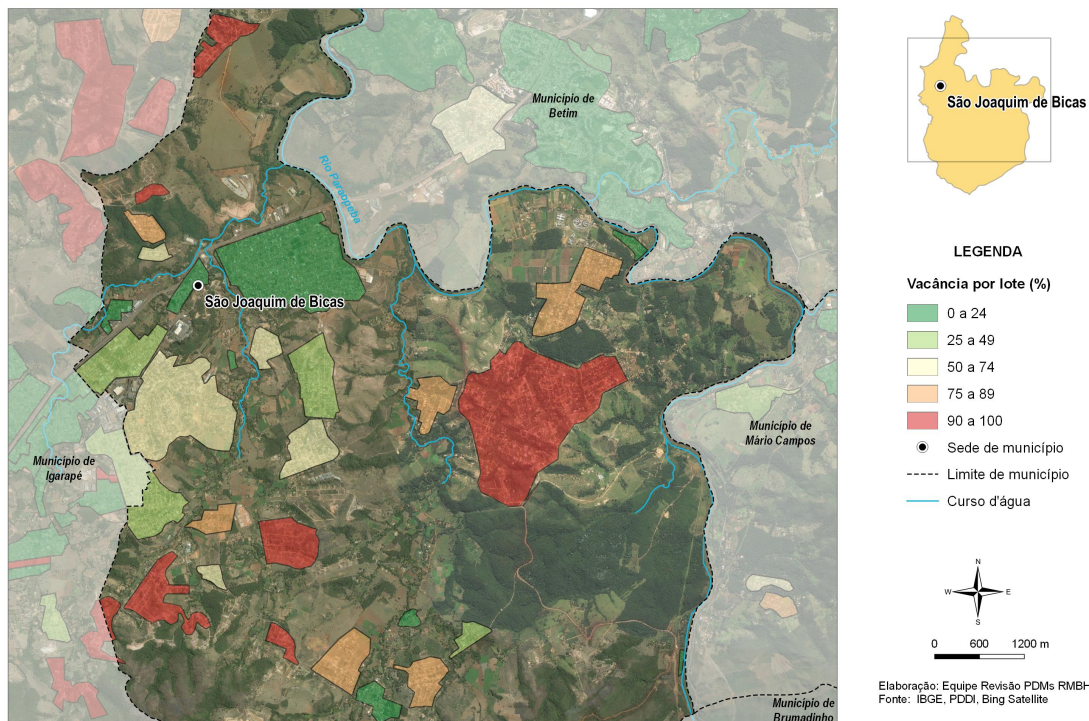 Município de
Betim
Rio Paraopeba
São Joaquim de Bicas
Município de
Igarapé
Município de
Mário Campos
Município de
Brumadinho
São Joaquim de Bicas
LEGENDA
Vacância por lote (%)
0 a 24
25 a 49
50 a 74
75 a 89
90 a 100
Sede de município
Limite de município
Curso d'água
N
W
E
S
0 600 1200 m
Elaboração: Equipe Revisão PDMs RMBH
Fonte: IBGE, PDDI, Bing Satellite